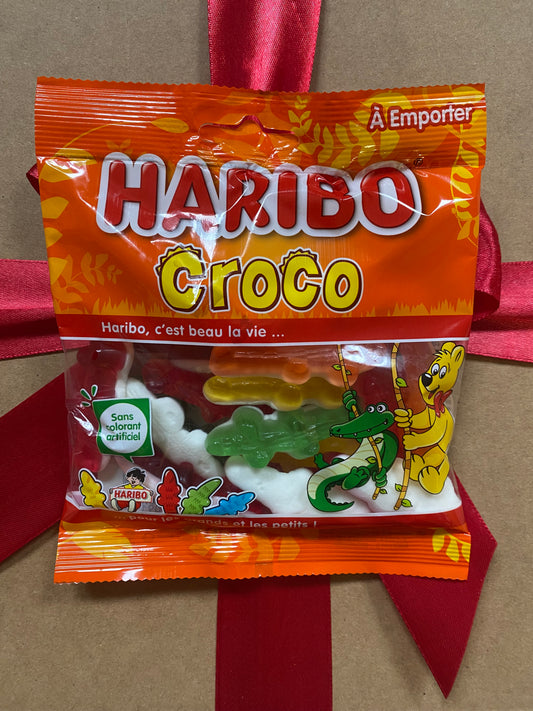 À Emporter
HARIBO
CROCO
Haribo, c'est beau la vie ...
Sans
colorant
artificiel
HARIBO
... pour les grands et les petits !